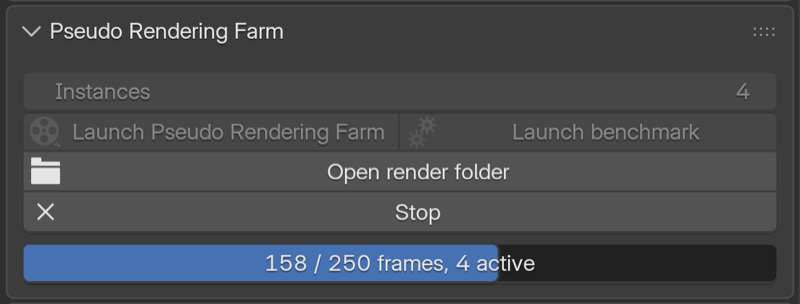 Pseudo Rendering Farm
Instances 4
Launch Pseudo Rendering Farm Launch benchmark
Open render folder
Stop
158 / 250 frames, 4 active